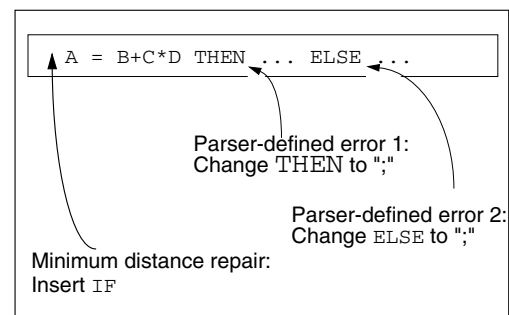 A = B+C*D THEN ... ELSE ...
Parser-defined error 1:
Change THEN to ";"
Parser-defined error 2:
Change ELSE to ";"
Minimum distance repair:
Insert IF